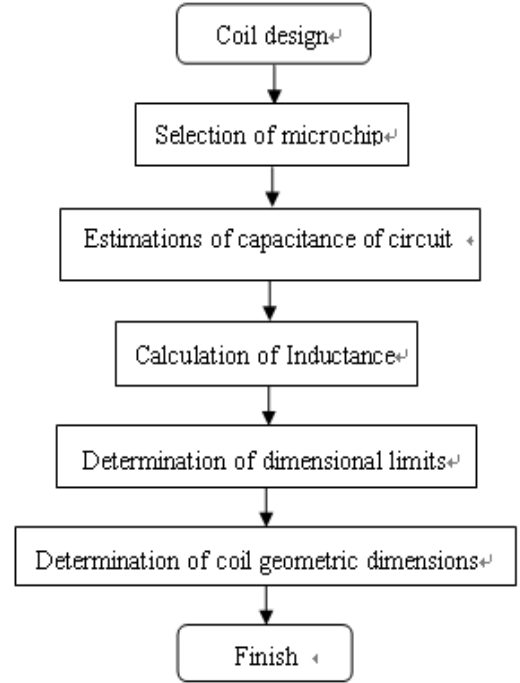 Coil design
Selection of microchip
Estimations of capacitance of circuit
Calculation of Inductance
Determination of dimensional limits
Determination of coil geometric dimensions
Finish